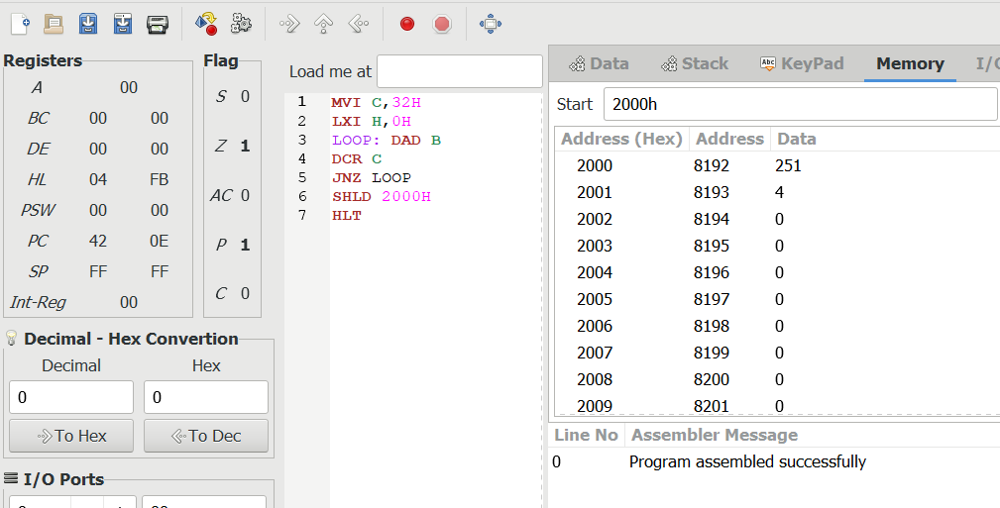 Registers
A 00
BC 00 00
DE 00 00
HL 04 FB
PSW 00 00
PC 42 0E
SP FF FF
Int-Reg 00
Flag
S 0
Z 1
AC 0
P 1
C 0
Decimal - Hex Convertion
Decimal Hex
0 0
To Hex To Dec
I/O Ports
Load me at
1 MVI C,32H
2 LXI H,0H
3 LOOP: DAD B
4 DCR C
5 JNZ LOOP
6 SHLD 2000H
7 HLT
Data Stack Abc KeyPad Memory
Start 2000h
Address (Hex) Address Data
2000 8192 251
2001 8193 4
2002 8194 0
2003 8195 0
2004 8196 0
2005 8197 0
2006 8198 0
2007 8199 0
2008 8200 0
2009 8201 0
Line No Assembler Message
0 Program assembled successfully